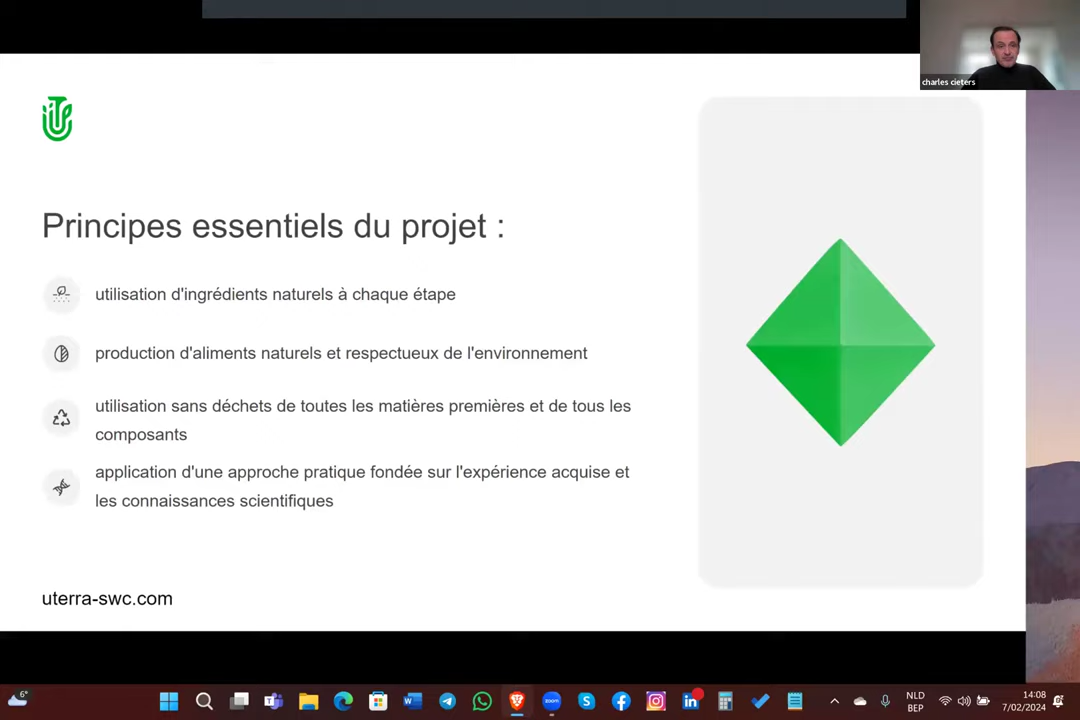 charles cieters
Principes essentiels du projet :
utilisation d'ingrédients naturels à chaque étape
production d'aliments naturels et respectueux de l'environnement
utilisation sans déchets de toutes les matières premières et de tous les
composants
application d'une approche pratique fondée sur l'expérience acquise et
les connaissances scientifiques
uterra-swc.com
6°
zoom
NLD
BEP
14:08
7/02/2024